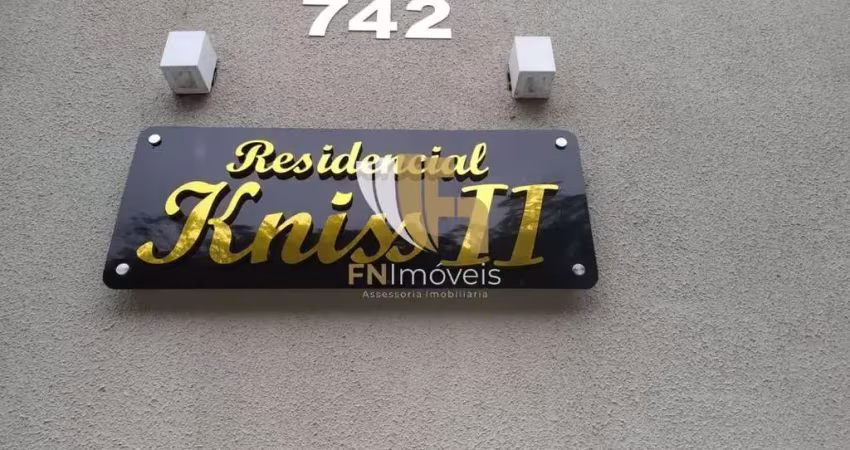 742
Residencial
Kniss II
FNImóveis
Assessoria imobiliária